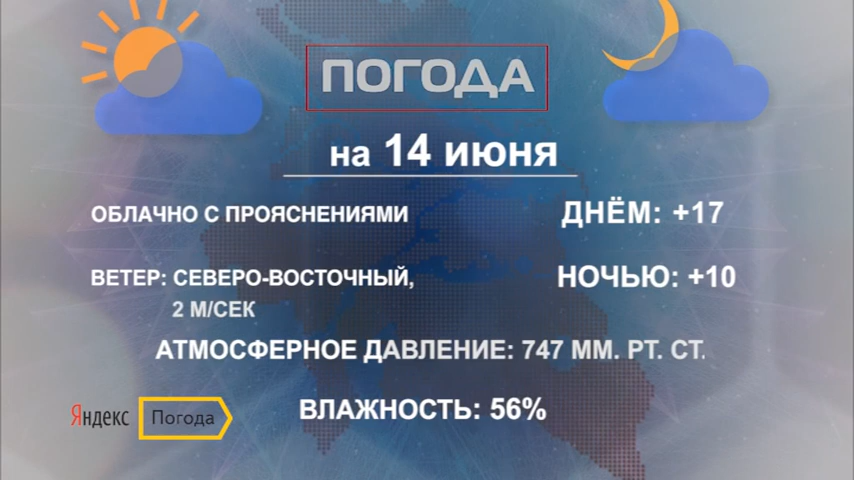 ПОГОДА
на 14 июня
ОБЛАЧНО С ПРОЯСНЕНИЯМИ
ДНЁМ: +17
ВЕТЕР: СЕВЕРО-ВОСТОЧНЫЙ,
2 М/СЕК
НОЧЬЮ: +10
АТМОСФЕРНОЕ ДАВЛЕНИЕ: 747 ММ. РТ. СТ.
ВЛАЖНОСТЬ: 56%
Яндекс Погода